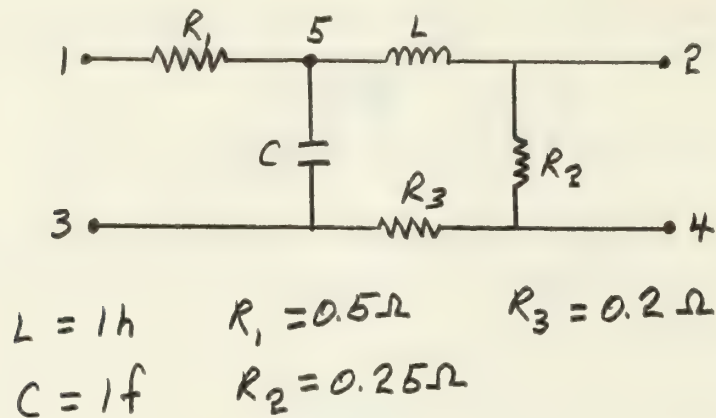 R₁ 5 L
1 2
C R₂
R₃
3 4
L = 1h R₁ = 0.5Ω R₃ = 0.2 Ω
C = 1f R₂ = 0.25Ω